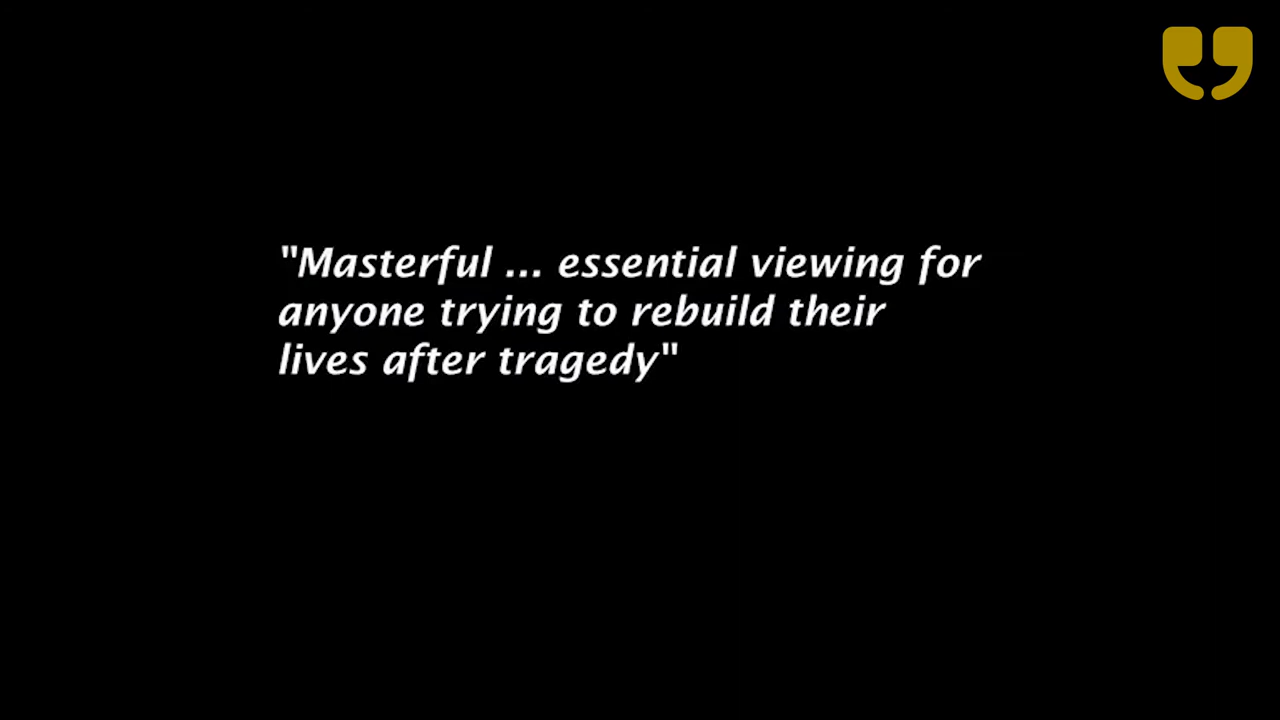 "Masterful ... essential viewing for
anyone trying to rebuild their
lives after tragedy"